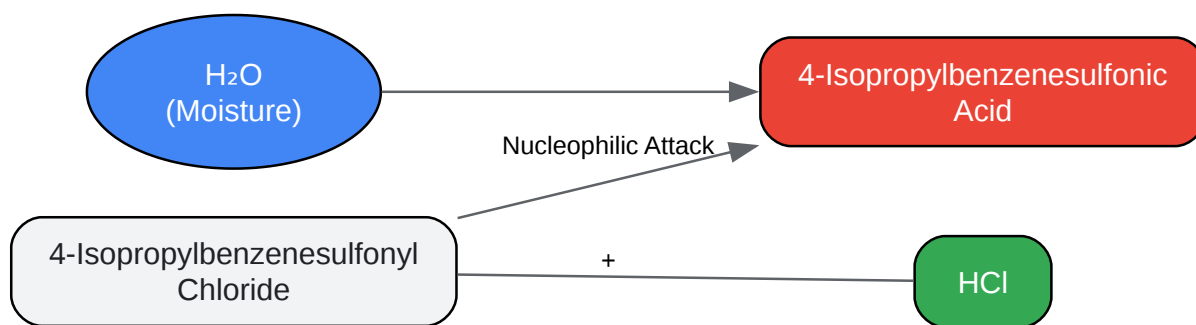 H₂O
(Moisture)
4-Isopropylbenzenesulfonic
Acid
Nucleophilic Attack
4-Isopropylbenzenesulfonyl
Chloride
+
HCl